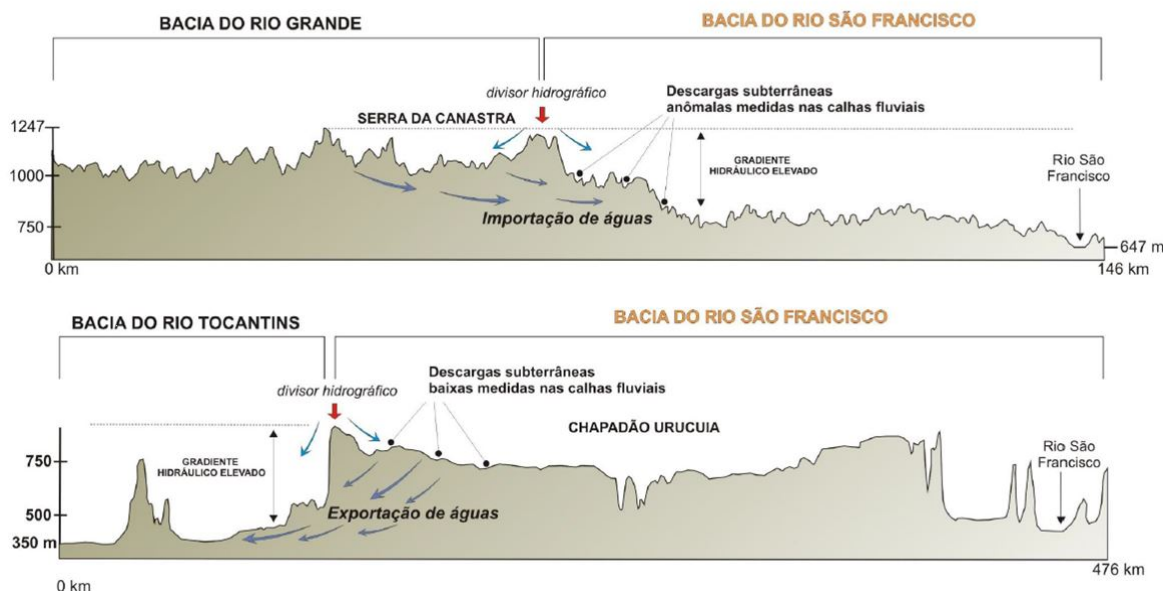 BACIA DO RIO GRANDE
BACIA DO RIO SÃO FRANCISCO
divisor hidrográfico
SERRA DA CANASTRA
Descargas subterrâneas
anômalas medidas nas calhas fluviais
1247
1000
750
GRADIENTE
HIDRÁULICO ELEVADO
Rio São
Francisco
Importação de águas
647 m
0 km
146 km
BACIA DO RIO TOCANTINS
BACIA DO RIO SÃO FRANCISCO
divisor hidrográfico
Descargas subterrâneas
baixas medidas nas calhas fluviais
CHAPADÃO URUCUIA
GRADIENTE
HIDRÁULICO ELEVADO
Rio São
Francisco
750
500
350 m
Exportação de águas
0 km
476 km